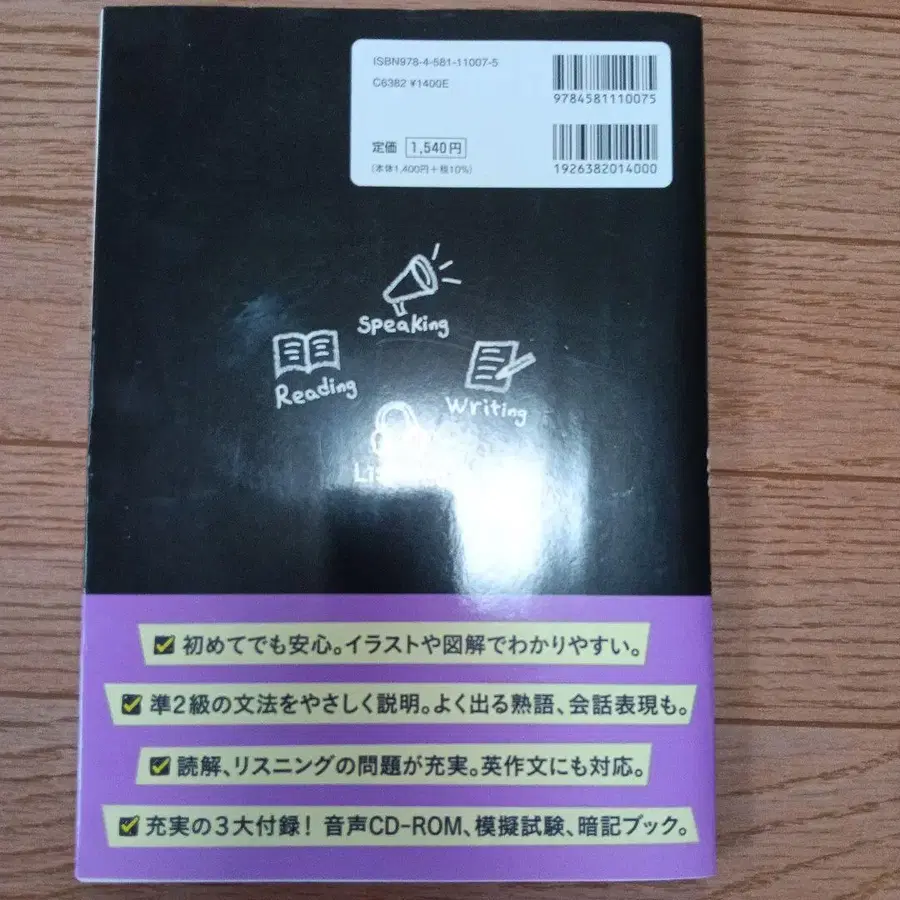 ISBN978-4-581-11007-5
C6382 ¥1400E
9784581110075
定価 1,540円
(本体1,400円+税10%)
1926382014000
Speaking
Reading
Writing
初めてでも安心。イラストや図解でわかりやすい。
準2級の文法をやさしく説明。よく出る熟語、会話表現も。
読解、リスニングの問題が充実。英作文にも対応。
充実の3大付録! 音声CD-ROM、模擬試験、暗記ブック。